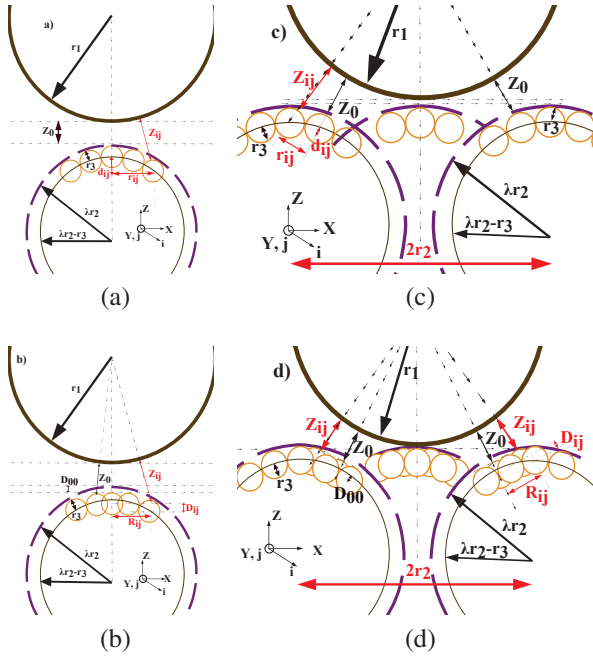 a)
r1
Z0
Zij
r3
dij
rij
λr2
λr2-r3
Z
X
Y, j
i
(a)
c)
r1
Zij
Z0
r3
rij
dij
r3
Z
X
Y, j
i
λr2
λr2-r3
2r2
(c)
b)
r1
D00
Z0
Zij
r3
Dij
Rij
λr2
λr2-r3
Z
X
Y, j
i
(b)
d)
r1
Zij
Z0
Z0
Zij
Dij
r3
D00
Rij
Z
X
Y, j
i
λr2
λr2-r3
2r2
(d)